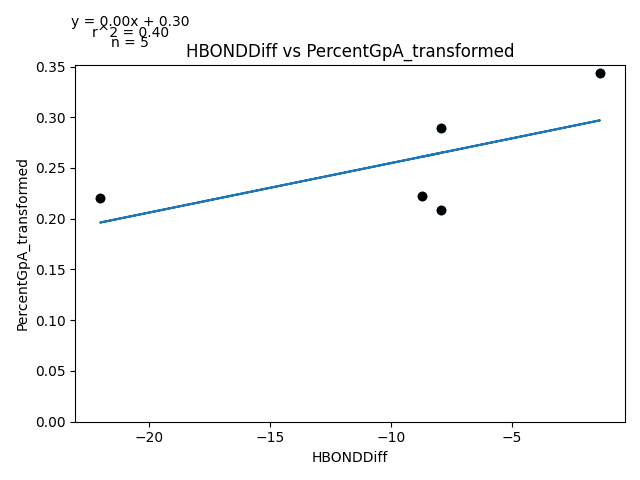 y = 0.00x + 0.30
r^2 = 0.40
n = 5
HBONDDiff vs PercentGpA_transformed
0.35
0.30
0.25
0.20
0.15
0.10
0.05
0.00
PercentGpA_transformed
−20
−15
−10
−5
HBONDDiff